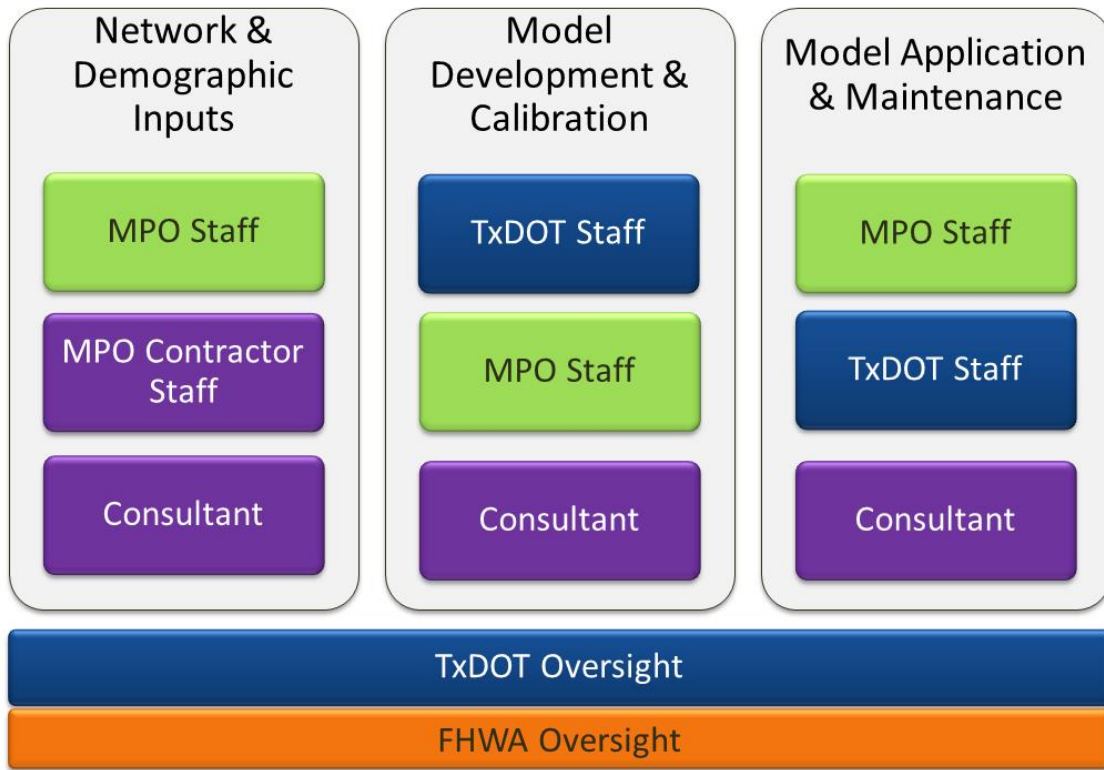 Network &
Demographic
Inputs
MPO Staff
MPO Contractor
Staff
Consultant
Model
Development &
Calibration
TxDOT Staff
MPO Staff
Consultant
Model Application
& Maintenance
MPO Staff
TxDOT Staff
Consultant
TxDOT Oversight
FHWA Oversight